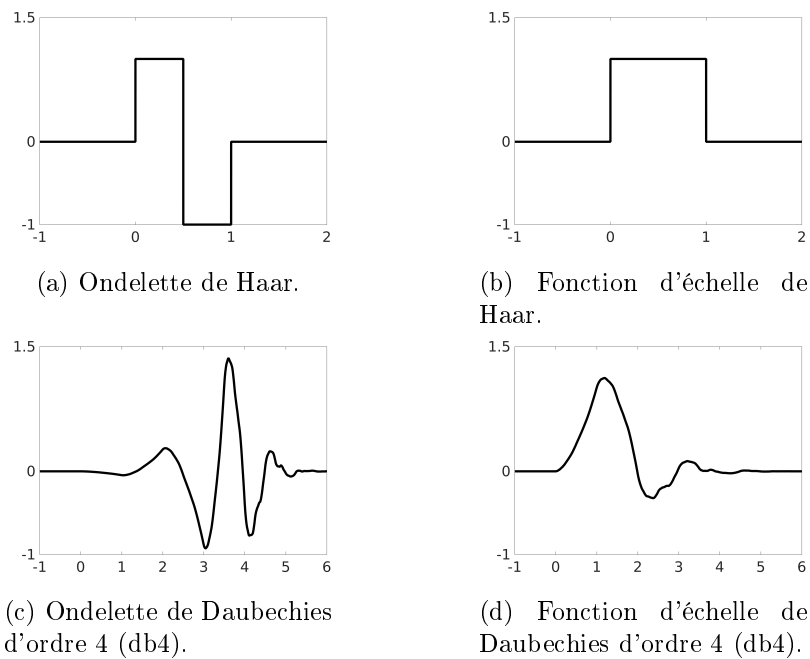 1.5
1.5
0
0
-1
-1
-1 0 1 2
-1 0 1 2
(a) Ondelette de Haar.
(b) Fonction d'échelle de
Haar.
1.5
1.5
0
0
-1
-1
-1 0 1 2 3 4 5 6
-1 0 1 2 3 4 5 6
(c) Ondelette de Daubechies
d'ordre 4 (db4).
(d) Fonction d'échelle de
Daubechies d'ordre 4 (db4).